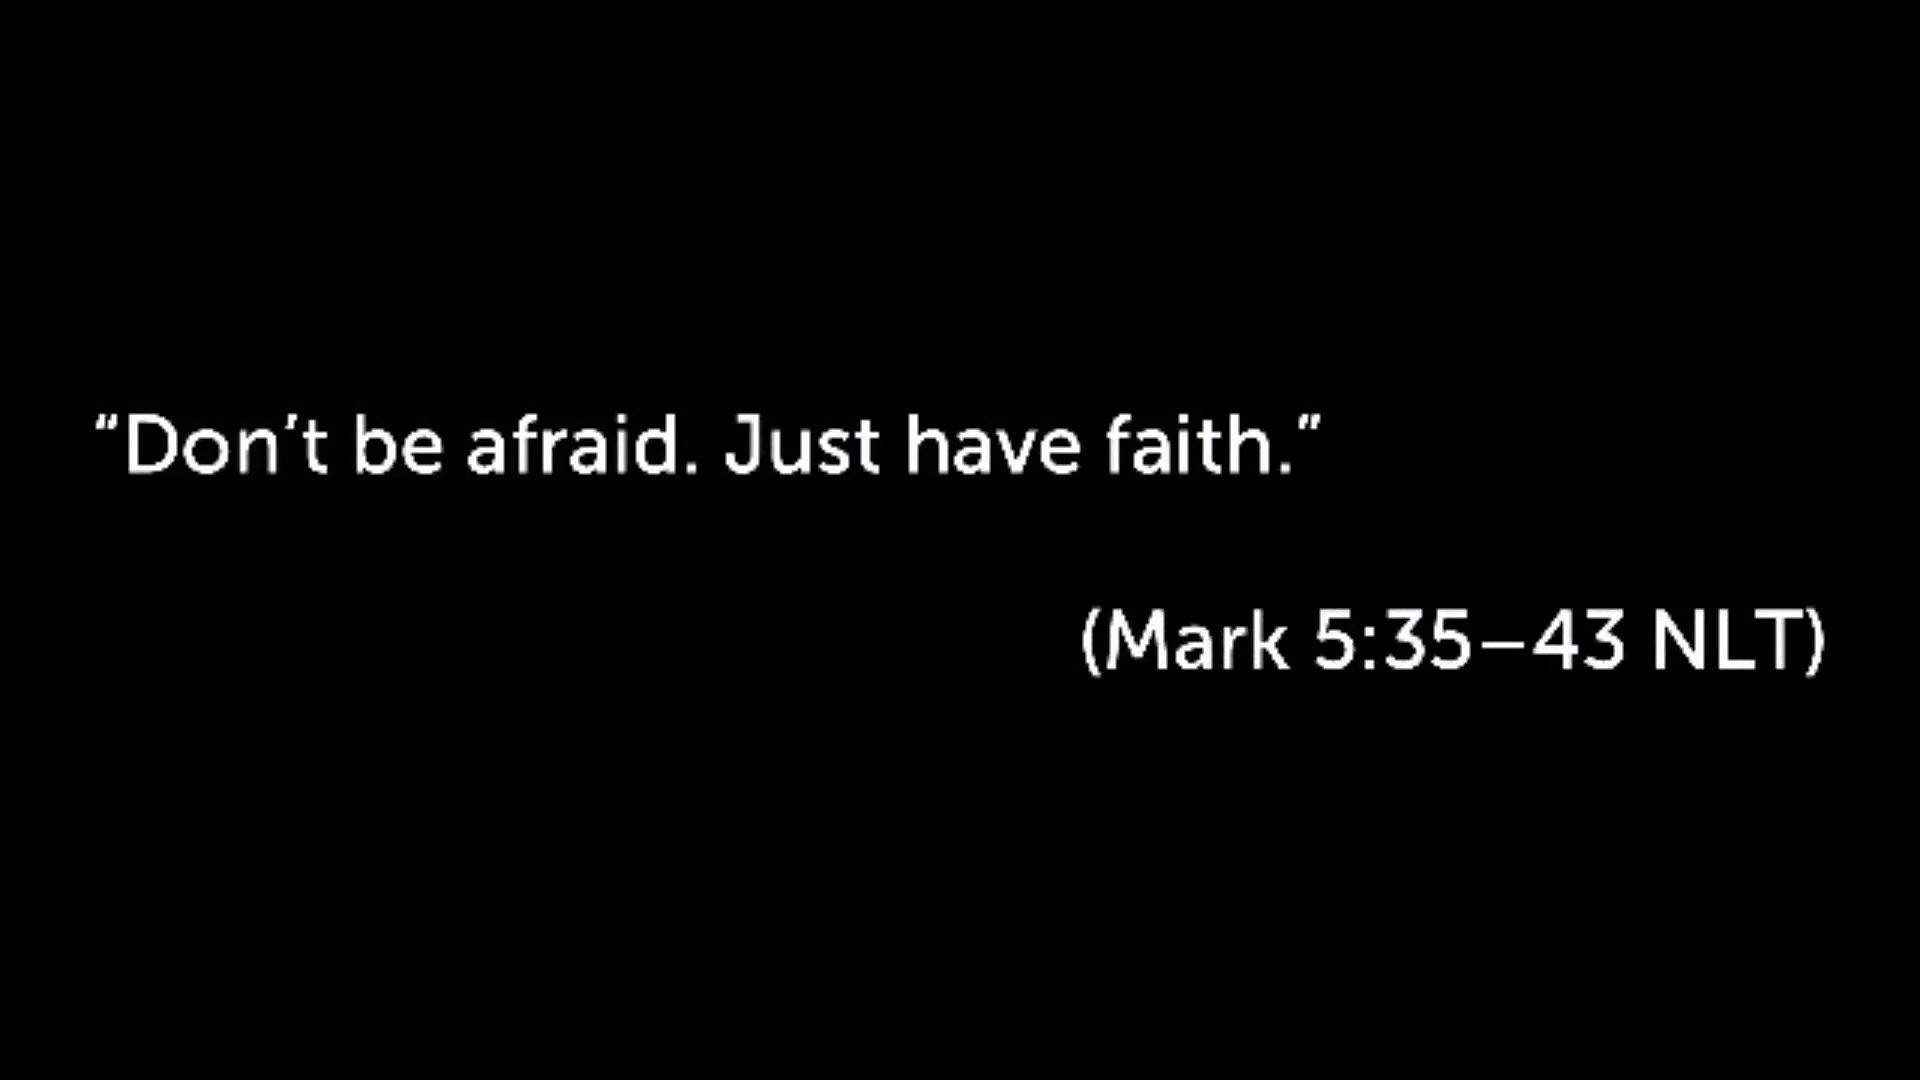 “Don’t be afraid. Just have faith.”
(Mark 5:35–43 NLT)